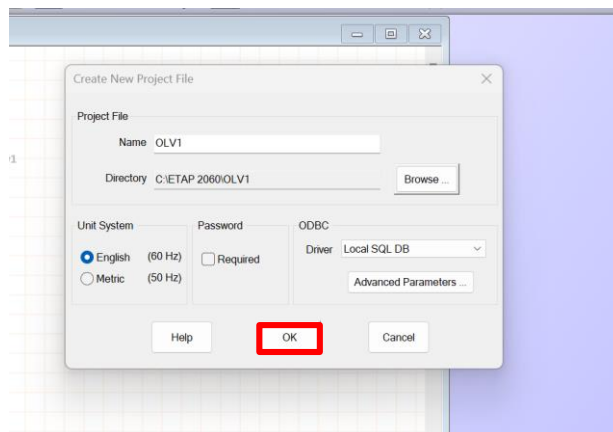 Create New Project File
Project File
Name OLV1
Directory C:\ETAP 2060\OLV1 Browse ...
Unit System Password ODBC
English (60 Hz) Required Driver Local SQL DB
Metric (50 Hz) Advanced Parameters ...
Help OK Cancel